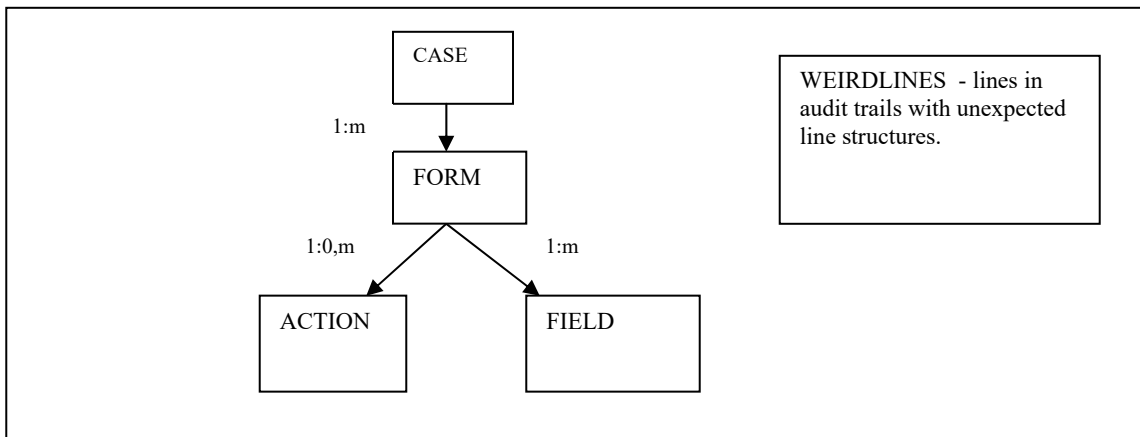 CASE
WEIRDLINES - lines in
audit trails with unexpected
line structures.
1:m
FORM
1:0,m
1:m
ACTION
FIELD